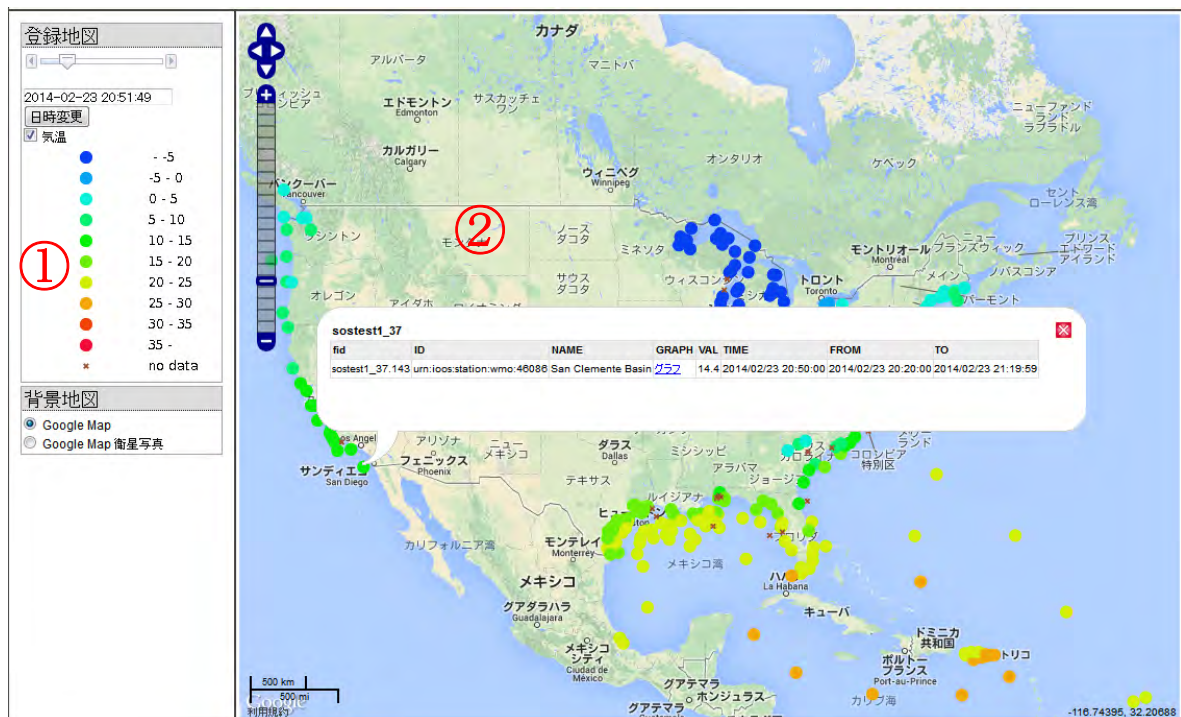 登録地図
2014-02-23 20:51:49
日時変更
気温
- -5
-5 - 0
0 - 5
5 - 10
10 - 15
15 - 20
20 - 25
25 - 30
30 - 35
35 -
no data
①
背景地図
Google Map
Google Map 衛星写真
②
カナダ
アルバータ
マニトバ
サスカッチェ
ワン
エドモントン
Edmonton
カルガリー
Calgary
ウィニペグ
Winnipeg
オンタリオ
ケベック
ニューファンド
ランド
ラブラドル
セント
ローレンス湾
バンクーバー
Vancouver
ワシントン
ノース
ダコタ
ミネソタ
サウス
ダコタ
オレゴン
アイダホ
モントリオール
Montreal
ニュー
ブランズウィック
プリンス・
エドワード
アイランド
ノバスコシア
メイン
バーモント
トロント
Toronto
sostest1_37
fid ID NAME GRAPH VAL TIME FROM TO
sostest1_37.143 urn:ioos:station:wmo:46086 San Clemente Basin グラフ 14.4 2014/02/23 20:50:00 2014/02/23 20:20:00 2014/02/23 21:19:59
os Angel
アリゾナ
ニュー
メキシコ
ダラス
Dallas
ミシシッピ
アラバマ
ジョージ
コロンビア
特別区
サンディエゴ
San Diego
フェニックス
Phoenix
テキサス
ルイジアナ
カリフォルニア湾
モンテレイ
Monterrey
メキシコ湾
メキシコ
La Habana
キューバ
グアダラハラ
Guadalajara
メキシコ
シティ
Ciudad de
México
ドミニカ
共和国
ポルトー
プランス
Port-au-Prince
トリコ
グアテマラ
Guatemala
ホンジュラス
カリブ海
500 km
500 mi
Google
利用規約
-116.74395, 32.20688